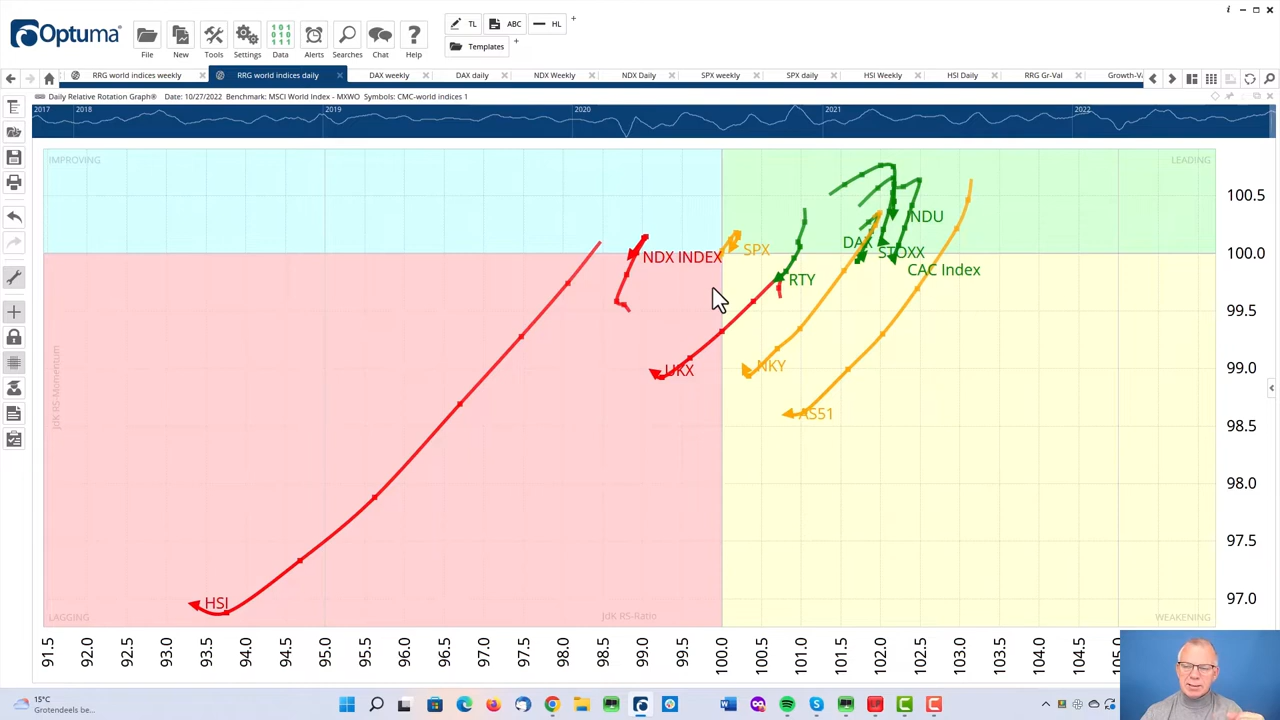 Optuma®
File
New
Tools
Settings
Data
Alerts
Searches
Chat
Help
TL
ABC
HL
Templates
RRG world indices weekly
RRG world indices daily
DAX weekly
DAX daily
NDX Weekly
NDX Daily
SPX weekly
SPX daily
HSI Weekly
HSI Daily
RRG Gr-Val
Growth-V
Daily Relative Rotation Graph® Date: 10/27/2022 Benchmark: MSCI World Index - MXWO Symbols: CMC-world indices 1
2017 2018 2019 2020 2021 2022
IMPROVING
LEADING
100.5
NDU
DAX
STOXX
SPX
NDX INDEX
100.0
CAC Index
RTY
99.5
UKX
NKY
99.0
JdK RS-Momentum
AS51
98.5
98.0
97.5
HSI
97.0
LAGGING
JdK RS-Ratio
WEAKENING
91.5 92.0 92.5 93.0 93.5 94.0 94.5 95.0 95.5 96.0 96.5 97.0 97.5 98.0 98.5 99.0 99.5 100.0 100.5 101.0 101.5 102.0 102.5 103.0 103.5 104.0 104.5 105.0
15°C
Grotendeels be...